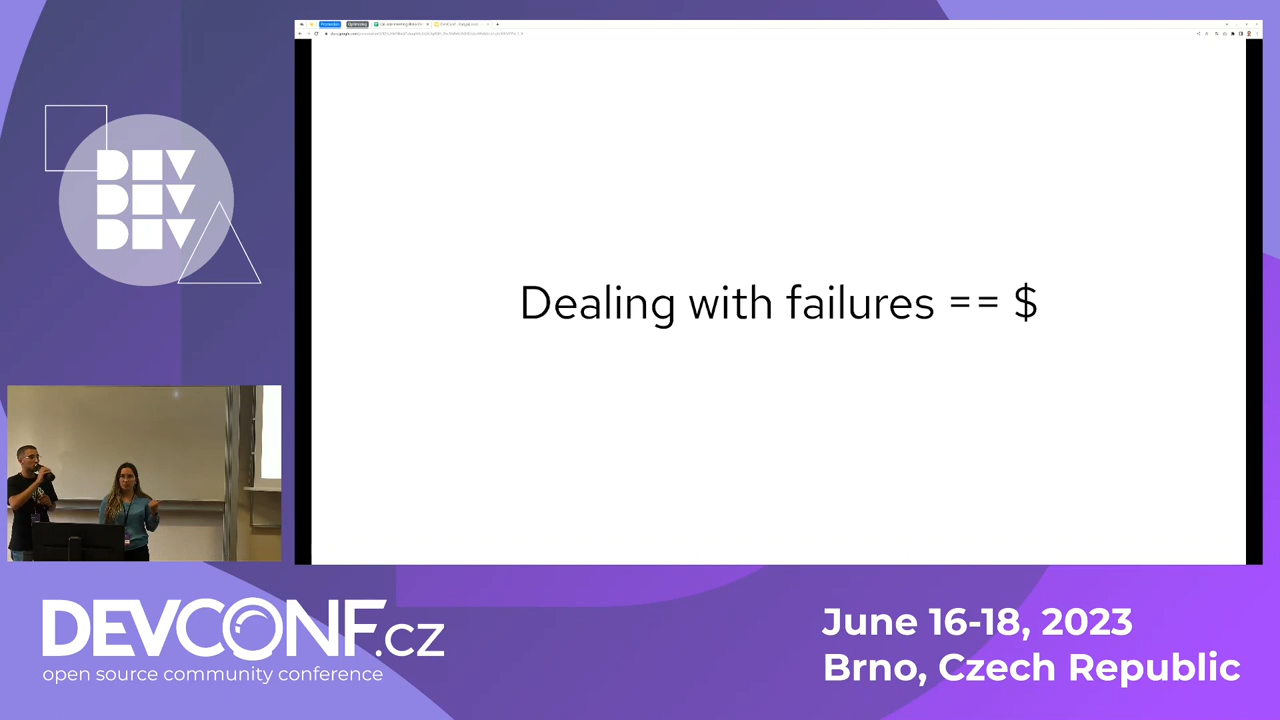 DEV
DEV
DEV
Dealing with failures == $
DEVCONF.cz
open source community conference
June 16-18, 2023
Brno, Czech Republic